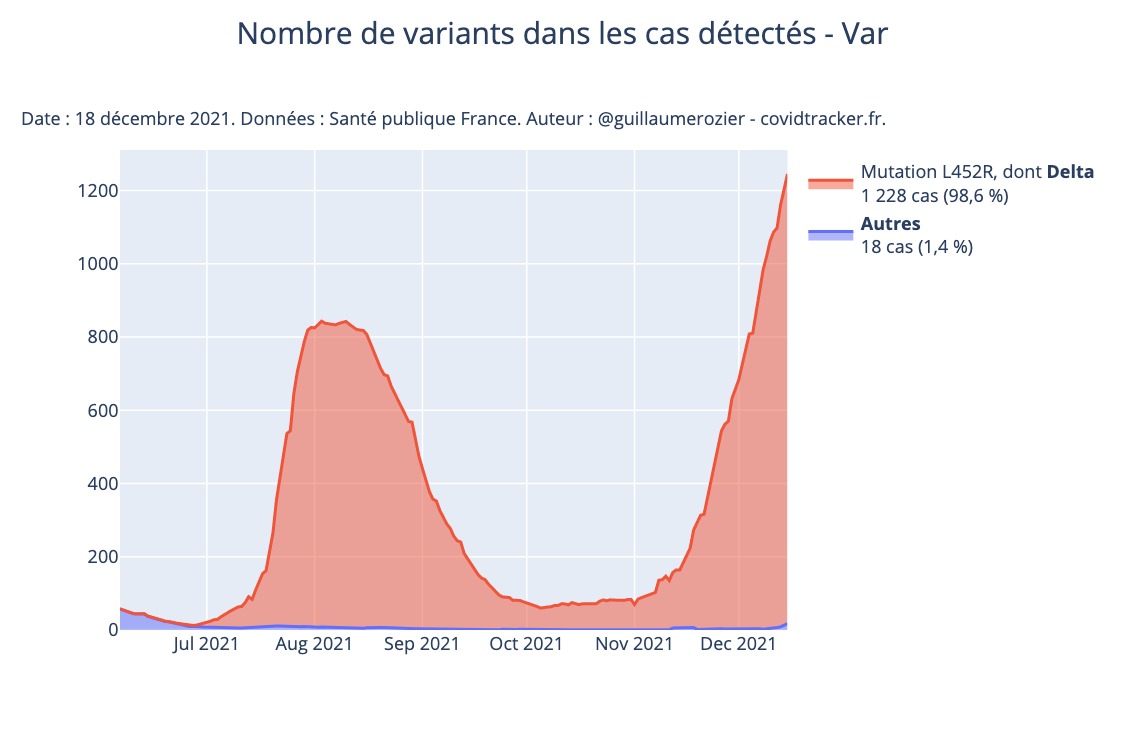 Nombre de variants dans les cas détectés - Var
Date : 18 décembre 2021. Données : Santé publique France. Auteur : @guillaumerozier - covidtracker.fr.
Mutation L452R, dont Delta
1 228 cas (98,6 %)
Autres
18 cas (1,4 %)
1200
1000
800
600
400
200
0
Jul 2021
Aug 2021
Sep 2021
Oct 2021
Nov 2021
Dec 2021